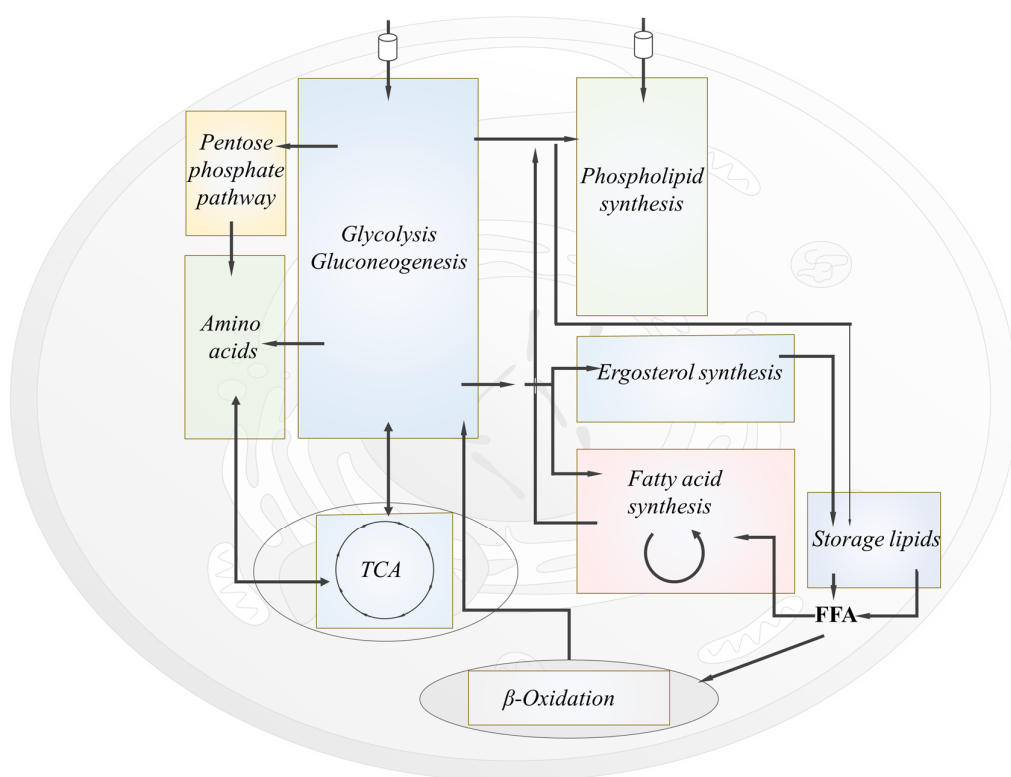 Pentose
phosphate
pathway
Glycolysis
Gluconeogenesis
Phospholipid
synthesis
Amino
acids
Ergosterol synthesis
Fatty acid
synthesis
Storage lipids
TCA
FFA
β-Oxidation